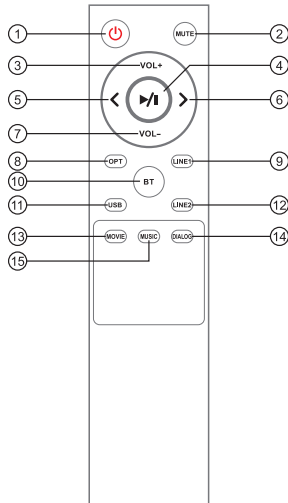 1 MUTE 2
3 VOL+ 4
5 6
7 VOL–
8 OPT LINE1 9
10 BT
11 USB LINE2 12
13 MOVIE MUSIC DIALOG 14
15